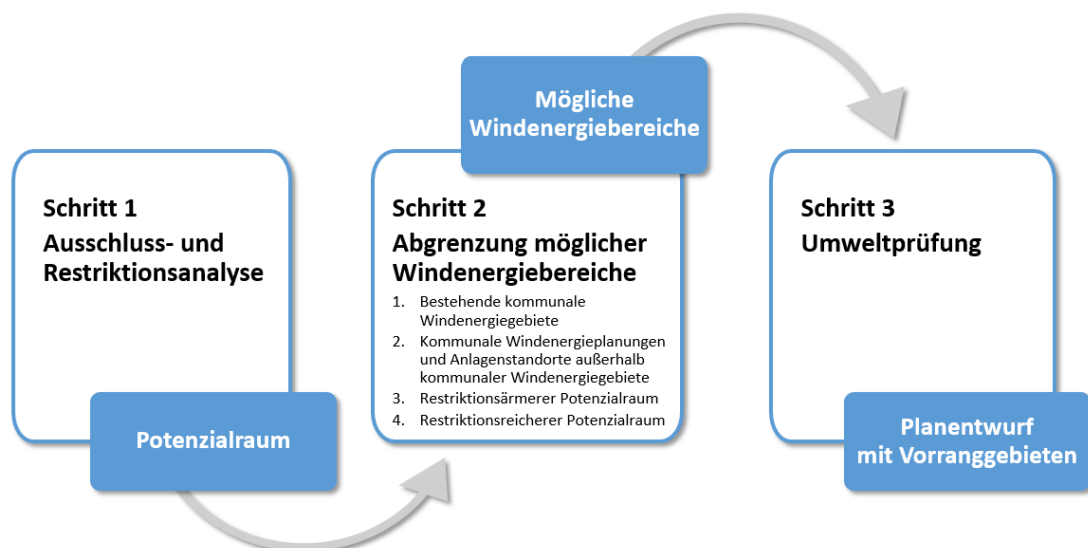 Schritt 1
Ausschluss- und
Restriktionsanalyse
Potenzialraum
Mögliche
Windenergiebereiche
Schritt 2
Abgrenzung möglicher
Windenergiebereiche
1. Bestehende kommunale
Windenergiegebiete
2. Kommunale Windenergieplanungen
und Anlagenstandorte außerhalb
kommunaler Windenergiegebiete
3. Restriktionsärmerer Potenzialraum
4. Restriktionsreicherer Potenzialraum
Schritt 3
Umweltprüfung
Planentwurf
mit Vorranggebieten